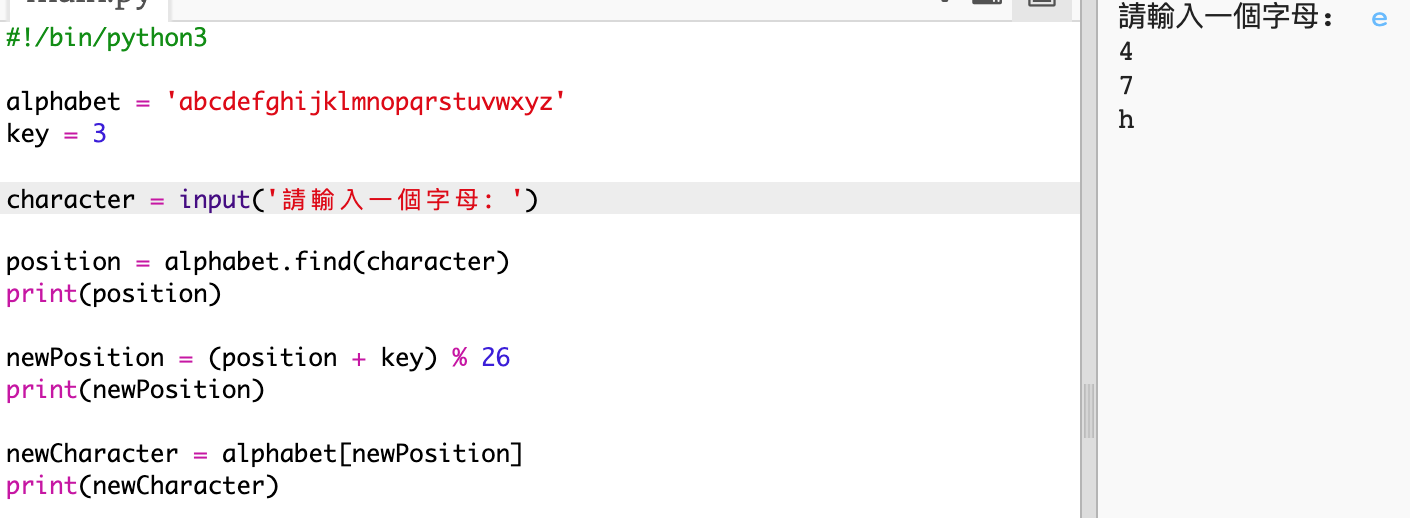 main.py
#!/bin/python3
alphabet = 'abcdefghijklmnopqrstuvwxyz'
key = 3
character = input('請輸入一個字母: ')
position = alphabet.find(character)
print(position)
newPosition = (position + key) % 26
print(newPosition)
newCharacter = alphabet[newPosition]
print(newCharacter)
請輸入一個字母: e
4
7
h